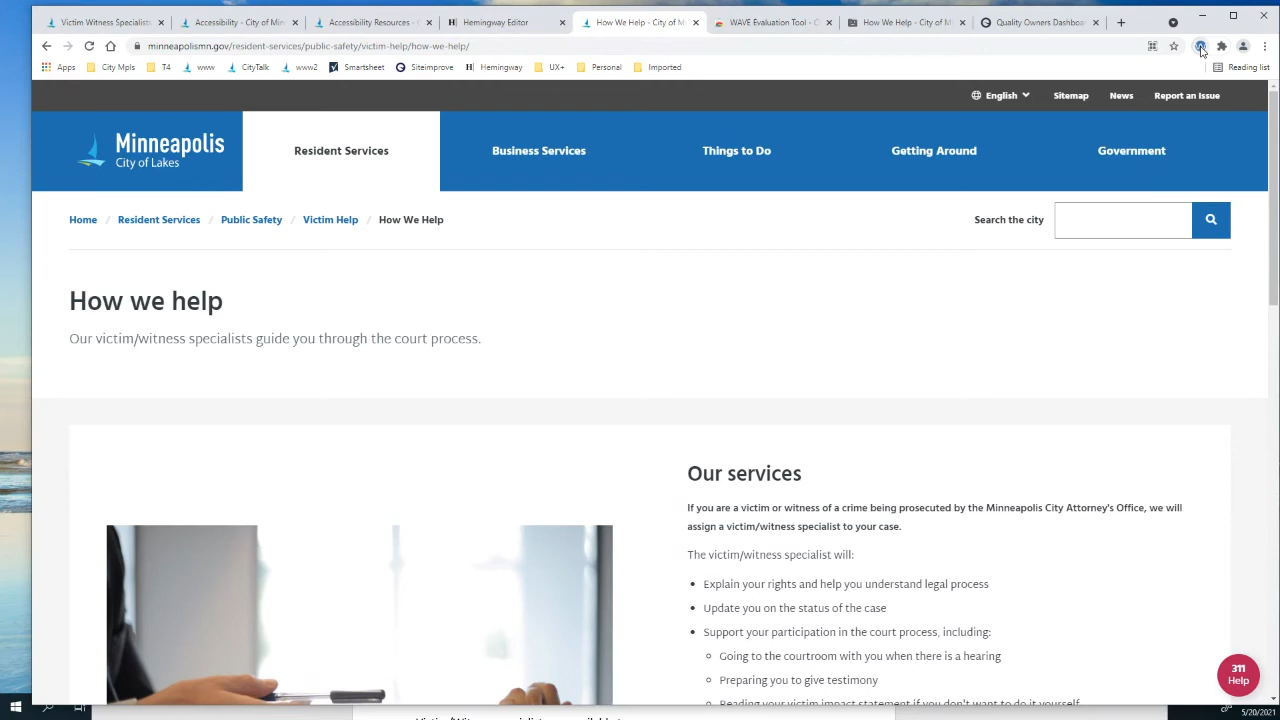 Victim Witness Specialists
Accessibility - City of Min
Accessibility Resources - C
Hemingway Editor
How We Help - City of M
WAVE Evaluation Tool - C
How We Help - City of M
Quality Owners Dashboa
minneapolismn.gov/resident-services/public-safety/victim-help/how-we-help/
Apps City Mpls T4 www CityTalk www2 Smartsheet Siteimprove Hemingway UX+ Personal Imported Reading list
English Sitemap News Report an Issue
Minneapolis
City of Lakes
Resident Services Business Services Things to Do Getting Around Government
Home / Resident Services / Public Safety / Victim Help / How We Help
Search the city
How we help
Our victim/witness specialists guide you through the court process.
Our services
If you are a victim or witness of a crime being prosecuted by the Minneapolis City Attorney's Office, we will
assign a victim/witness specialist to your case.
The victim/witness specialist will:
• Explain your rights and help you understand legal process
• Update you on the status of the case
• Support your participation in the court process, including:
Going to the courtroom with you when there is a hearing
Preparing you to give testimony
Reading your victim impact statement if you don't want to do it yourself
311
Help
5/20/2021